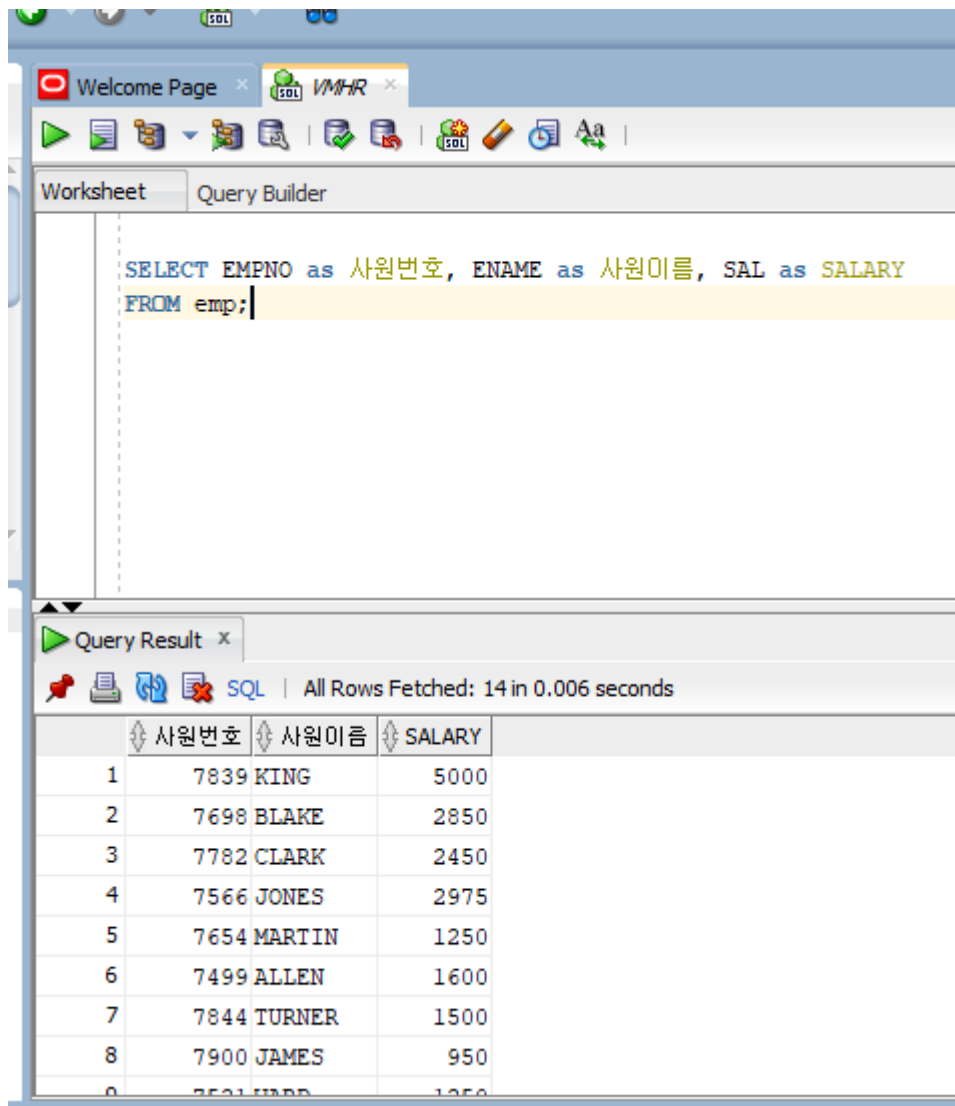 SQL
Welcome Page
SQL VMHR
SQL Aa
Worksheet Query Builder
SELECT EMPNO as 사원번호, ENAME as 사원이름, SAL as SALARY
FROM emp;
Query Result x
SQL | All Rows Fetched: 14 in 0.006 seconds
사원번호 사원이름 SALARY
1 7839 KING 5000
2 7698 BLAKE 2850
3 7782 CLARK 2450
4 7566 JONES 2975
5 7654 MARTIN 1250
6 7499 ALLEN 1600
7 7844 TURNER 1500
8 7900 JAMES 950